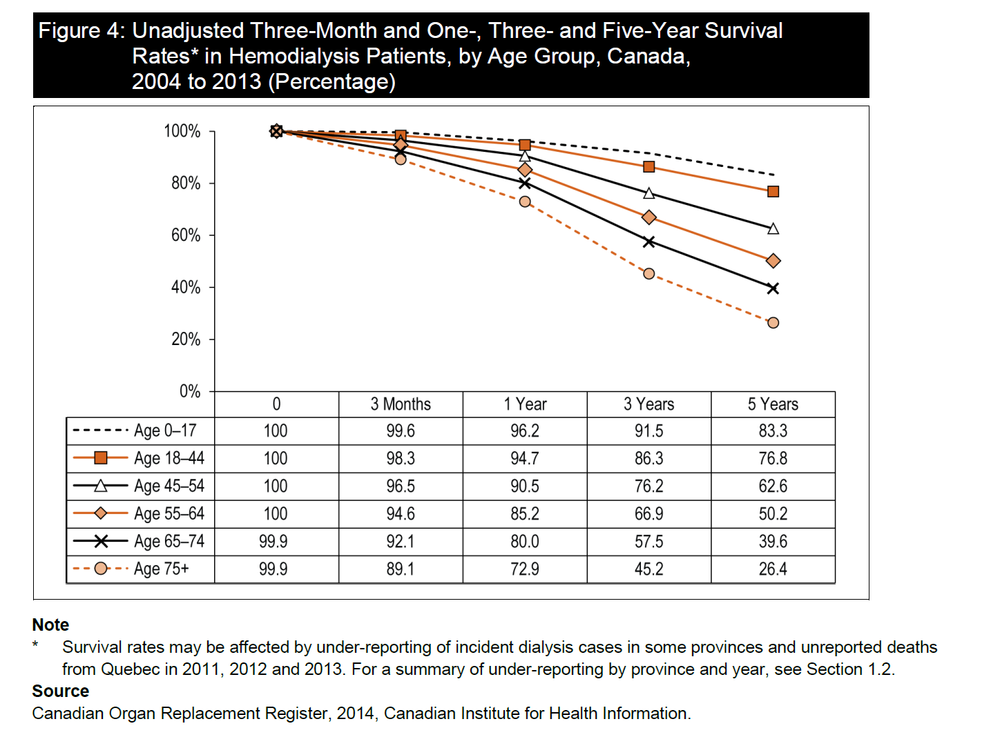 Figure 4: Unadjusted Three-Month and One-, Three- and Five-Year Survival
Rates* in Hemodialysis Patients, by Age Group, Canada,
2004 to 2013 (Percentage)
100%
80%
60%
40%
20%
0%
0 3 Months 1 Year 3 Years 5 Years
Age 0–17 100 99.6 96.2 91.5 83.3
Age 18–44 100 98.3 94.7 86.3 76.8
Age 45–54 100 96.5 90.5 76.2 62.6
Age 55–64 100 94.6 85.2 66.9 50.2
Age 65–74 99.9 92.1 80.0 57.5 39.6
Age 75+ 99.9 89.1 72.9 45.2 26.4
Note
* Survival rates may be affected by under-reporting of incident dialysis cases in some provinces and unreported deaths
from Quebec in 2011, 2012 and 2013. For a summary of under-reporting by province and year, see Section 1.2.
Source
Canadian Organ Replacement Register, 2014, Canadian Institute for Health Information.